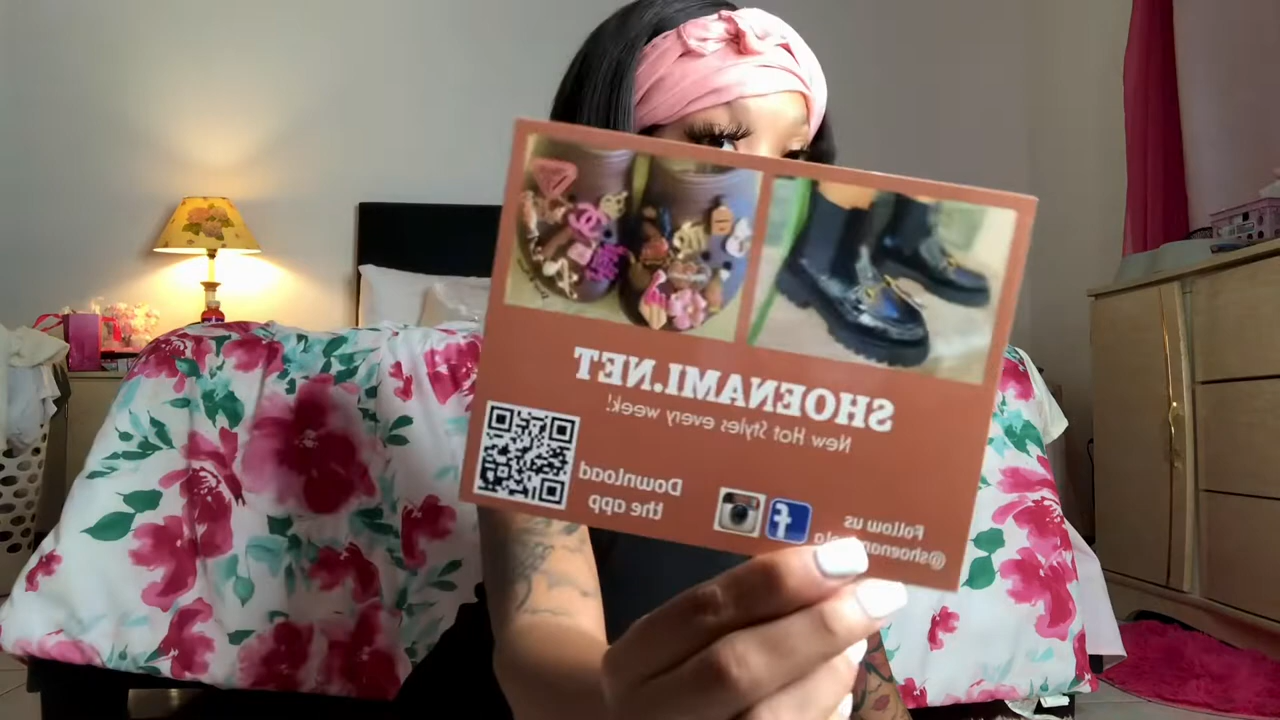 SHOENAMI.NET
New Hot Styles every week!
Download
the app
Follow us